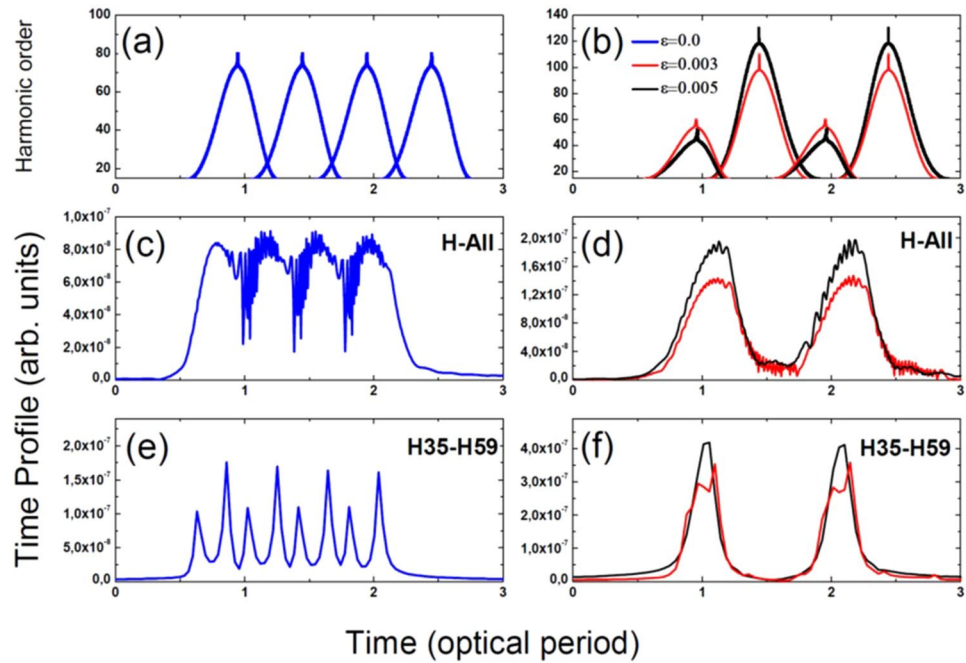 Harmonic order
Time Profile (arb. units)
Time (optical period)
(a)
100
80
60
40
20
0 1 2 3
(b)
140
120
100
80
60
40
20
ε=0.0
ε=0.003
ε=0.005
0 1 2 3
(c)
H-All
1,0x10⁻⁷
8,0x10⁻⁸
6,0x10⁻⁸
4,0x10⁻⁸
2,0x10⁻⁸
0,0
0 1 2 3
(d)
H-All
2,0x10⁻⁷
1,6x10⁻⁷
1,2x10⁻⁷
8,0x10⁻⁸
4,0x10⁻⁸
0,0
0 1 2 3
(e)
H35-H59
2,0x10⁻⁷
1,5x10⁻⁷
1,0x10⁻⁷
5,0x10⁻⁸
0,0
0 1 2 3
(f)
H35-H59
4,0x10⁻⁷
3,0x10⁻⁷
2,0x10⁻⁷
1,0x10⁻⁷
0,0
0 1 2 3